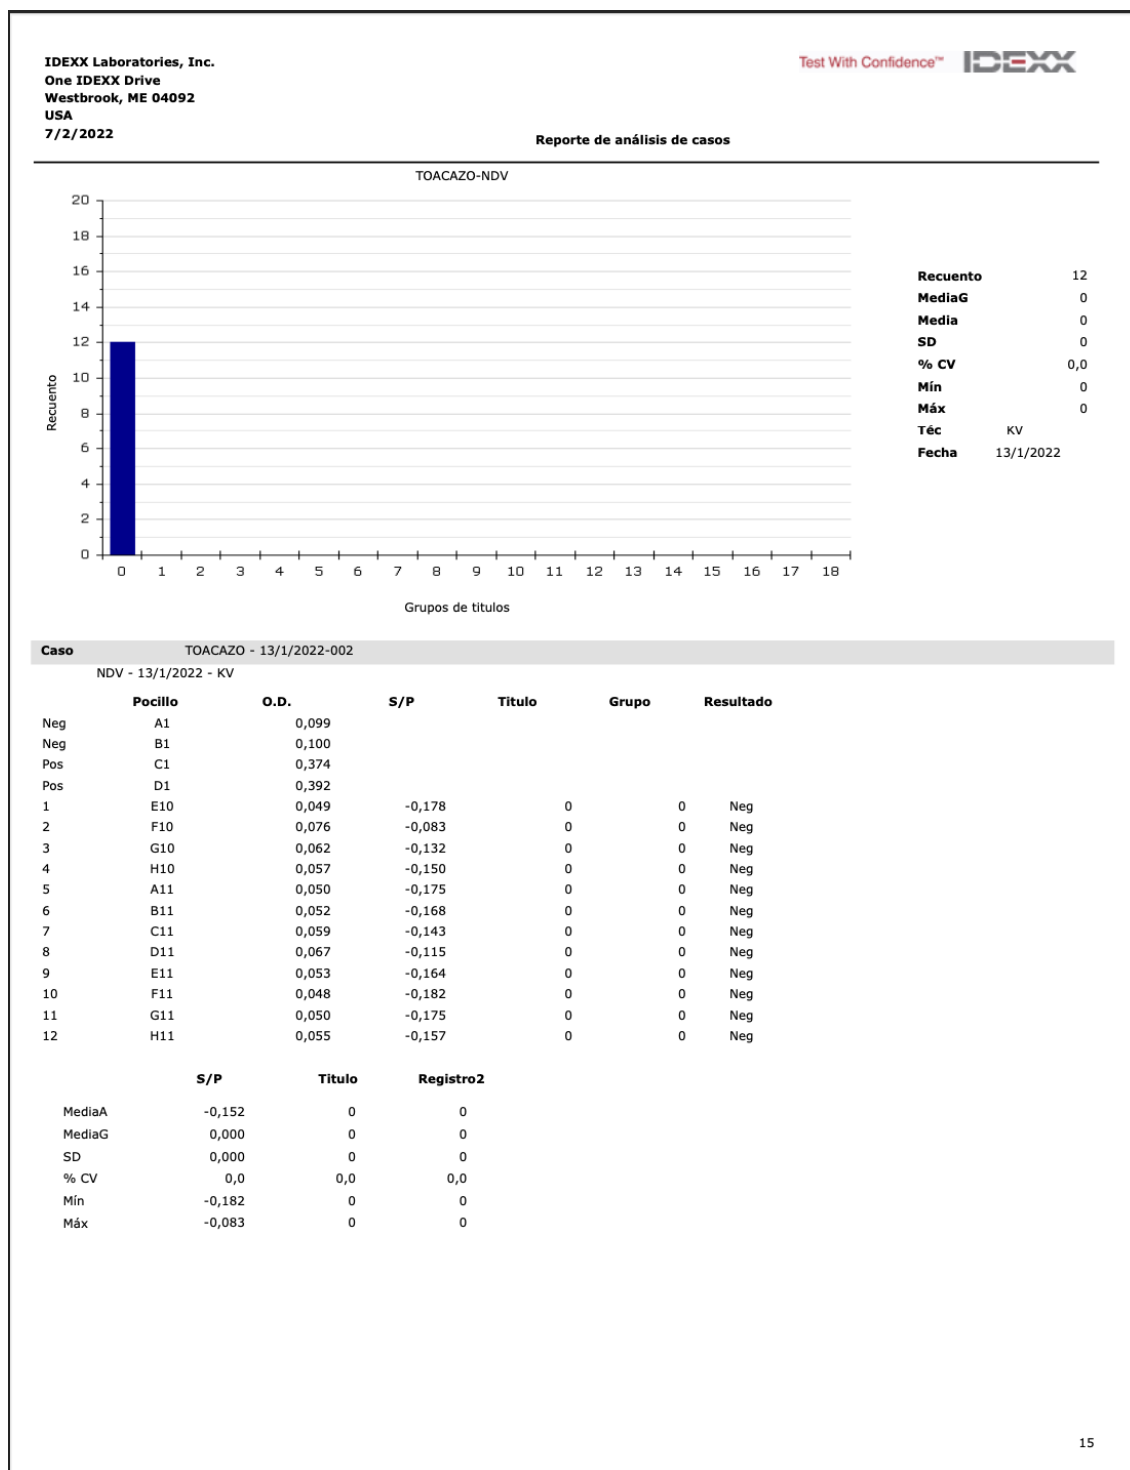 IDEXX Laboratories, Inc.
One IDEXX Drive
Westbrook, ME 04092
USA
7/2/2022
Test With Confidence™ IDEXX
Reporte de análisis de casos
TOACAZO-NDV
20
18
16
14
12
10
8
6
4
2
0
Recuento
0 1 2 3 4 5 6 7 8 9 10 11 12 13 14 15 16 17 18
Grupos de titulos
Recuento 12
MediaG 0
Media 0
SD 0
% CV 0,0
Mín 0
Máx 0
Téc KV
Fecha 13/1/2022
Caso TOACAZO - 13/1/2022-002
NDV - 13/1/2022 - KV
Pocillo O.D. S/P Titulo Grupo Resultado
Neg A1 0,099
Neg B1 0,100
Pos C1 0,374
Pos D1 0,392
1 E10 0,049 -0,178 0 0 Neg
2 F10 0,076 -0,083 0 0 Neg
3 G10 0,062 -0,132 0 0 Neg
4 H10 0,057 -0,150 0 0 Neg
5 A11 0,050 -0,175 0 0 Neg
6 B11 0,052 -0,168 0 0 Neg
7 C11 0,059 -0,143 0 0 Neg
8 D11 0,067 -0,115 0 0 Neg
9 E11 0,053 -0,164 0 0 Neg
10 F11 0,048 -0,182 0 0 Neg
11 G11 0,050 -0,175 0 0 Neg
12 H11 0,055 -0,157 0 0 Neg
S/P Titulo Registro2
MediaA -0,152 0 0
MediaG 0,000 0 0
SD 0,000 0 0
% CV 0,0 0,0 0,0
Mín -0,182 0 0
Máx -0,083 0 0
15